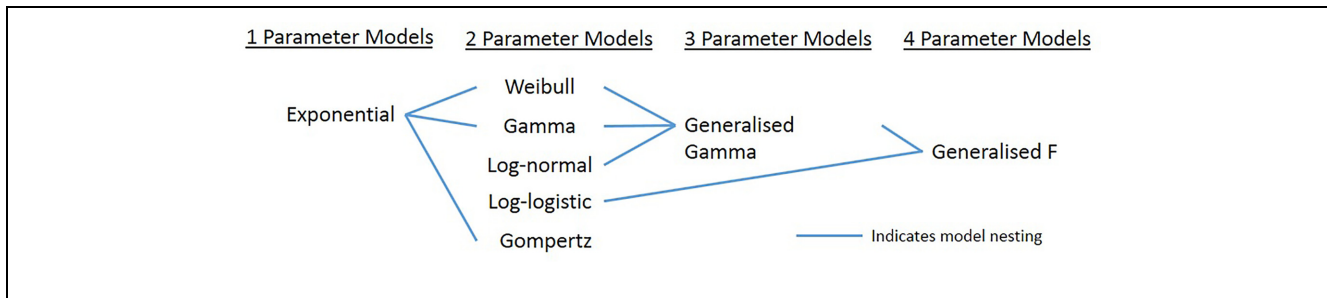 1 Parameter Models 2 Parameter Models 3 Parameter Models 4 Parameter Models
Weibull
Exponential
Gamma
Generalised
Gamma
Generalised F
Log-normal
Log-logistic
Gompertz
Indicates model nesting